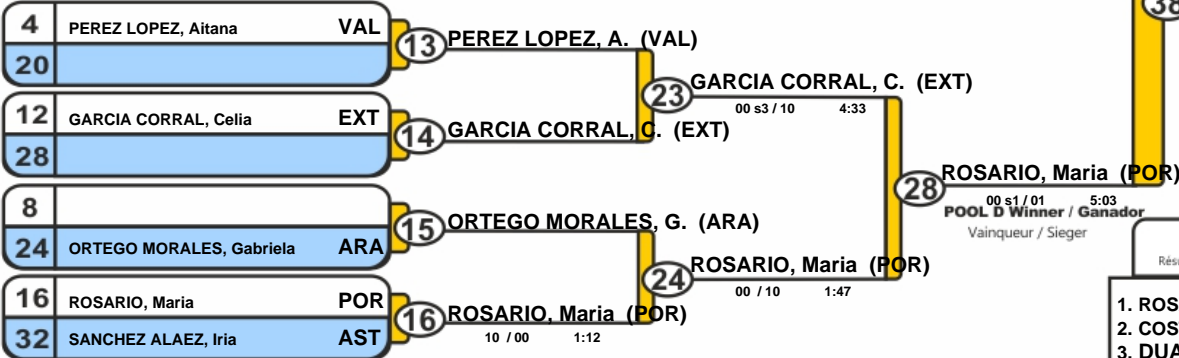 4 PEREZ LOPEZ, Aitana VAL
20
12 GARCIA CORRAL, Celia EXT
28
8
24 ORTEGO MORALES, Gabriela ARA
16 ROSARIO, Maria POR
32 SANCHEZ ALAEZ, Iria AST
13 PEREZ LOPEZ, A. (VAL)
14 GARCIA CORRAL, C. (EXT)
15 ORTEGO MORALES, G. (ARA)
16 ROSARIO, Maria (POR)
10 / 00 1:12
23 GARCIA CORRAL, C. (EXT)
00 s3 / 10 4:33
24 ROSARIO, Maria (POR)
00 / 10 1:47
28 ROSARIO, Maria (POR)
00 s1 / 01 5:03
POOL D Winner / Ganador
Vainqueur / Sieger
38
Résu
1. ROS
2. COS
3. DUA